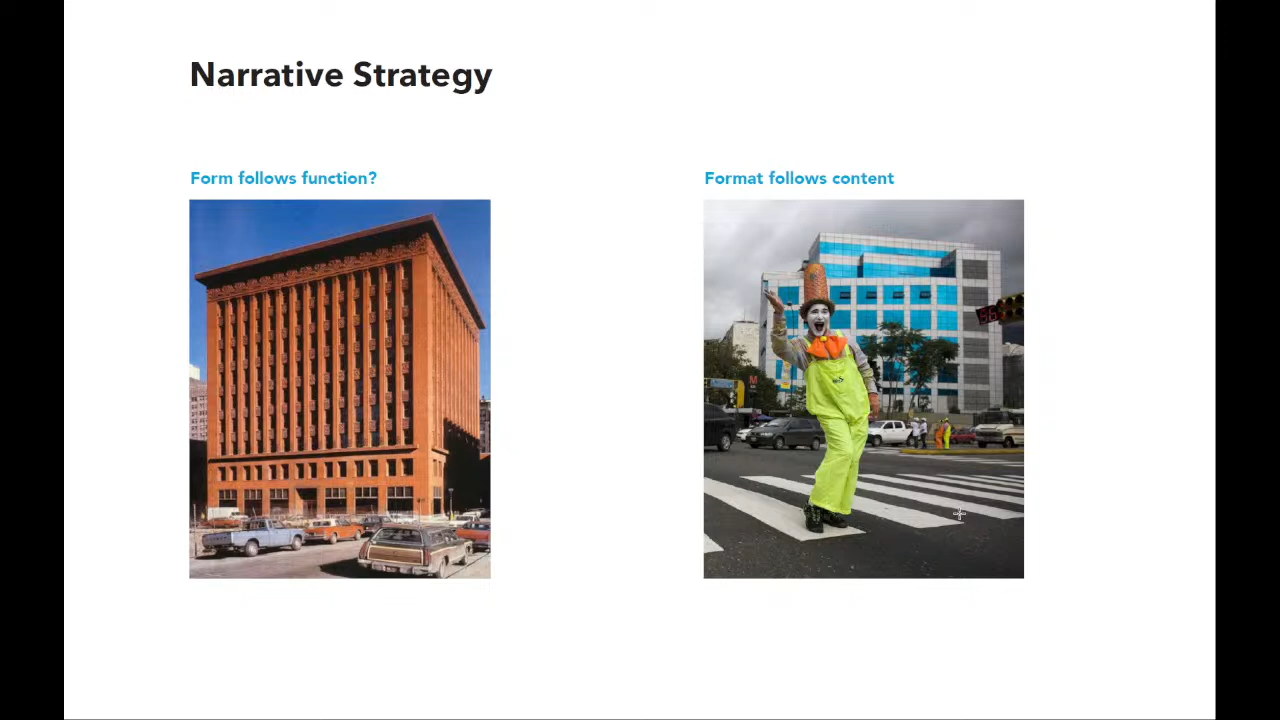 Narrative Strategy
Form follows function?
Format follows content